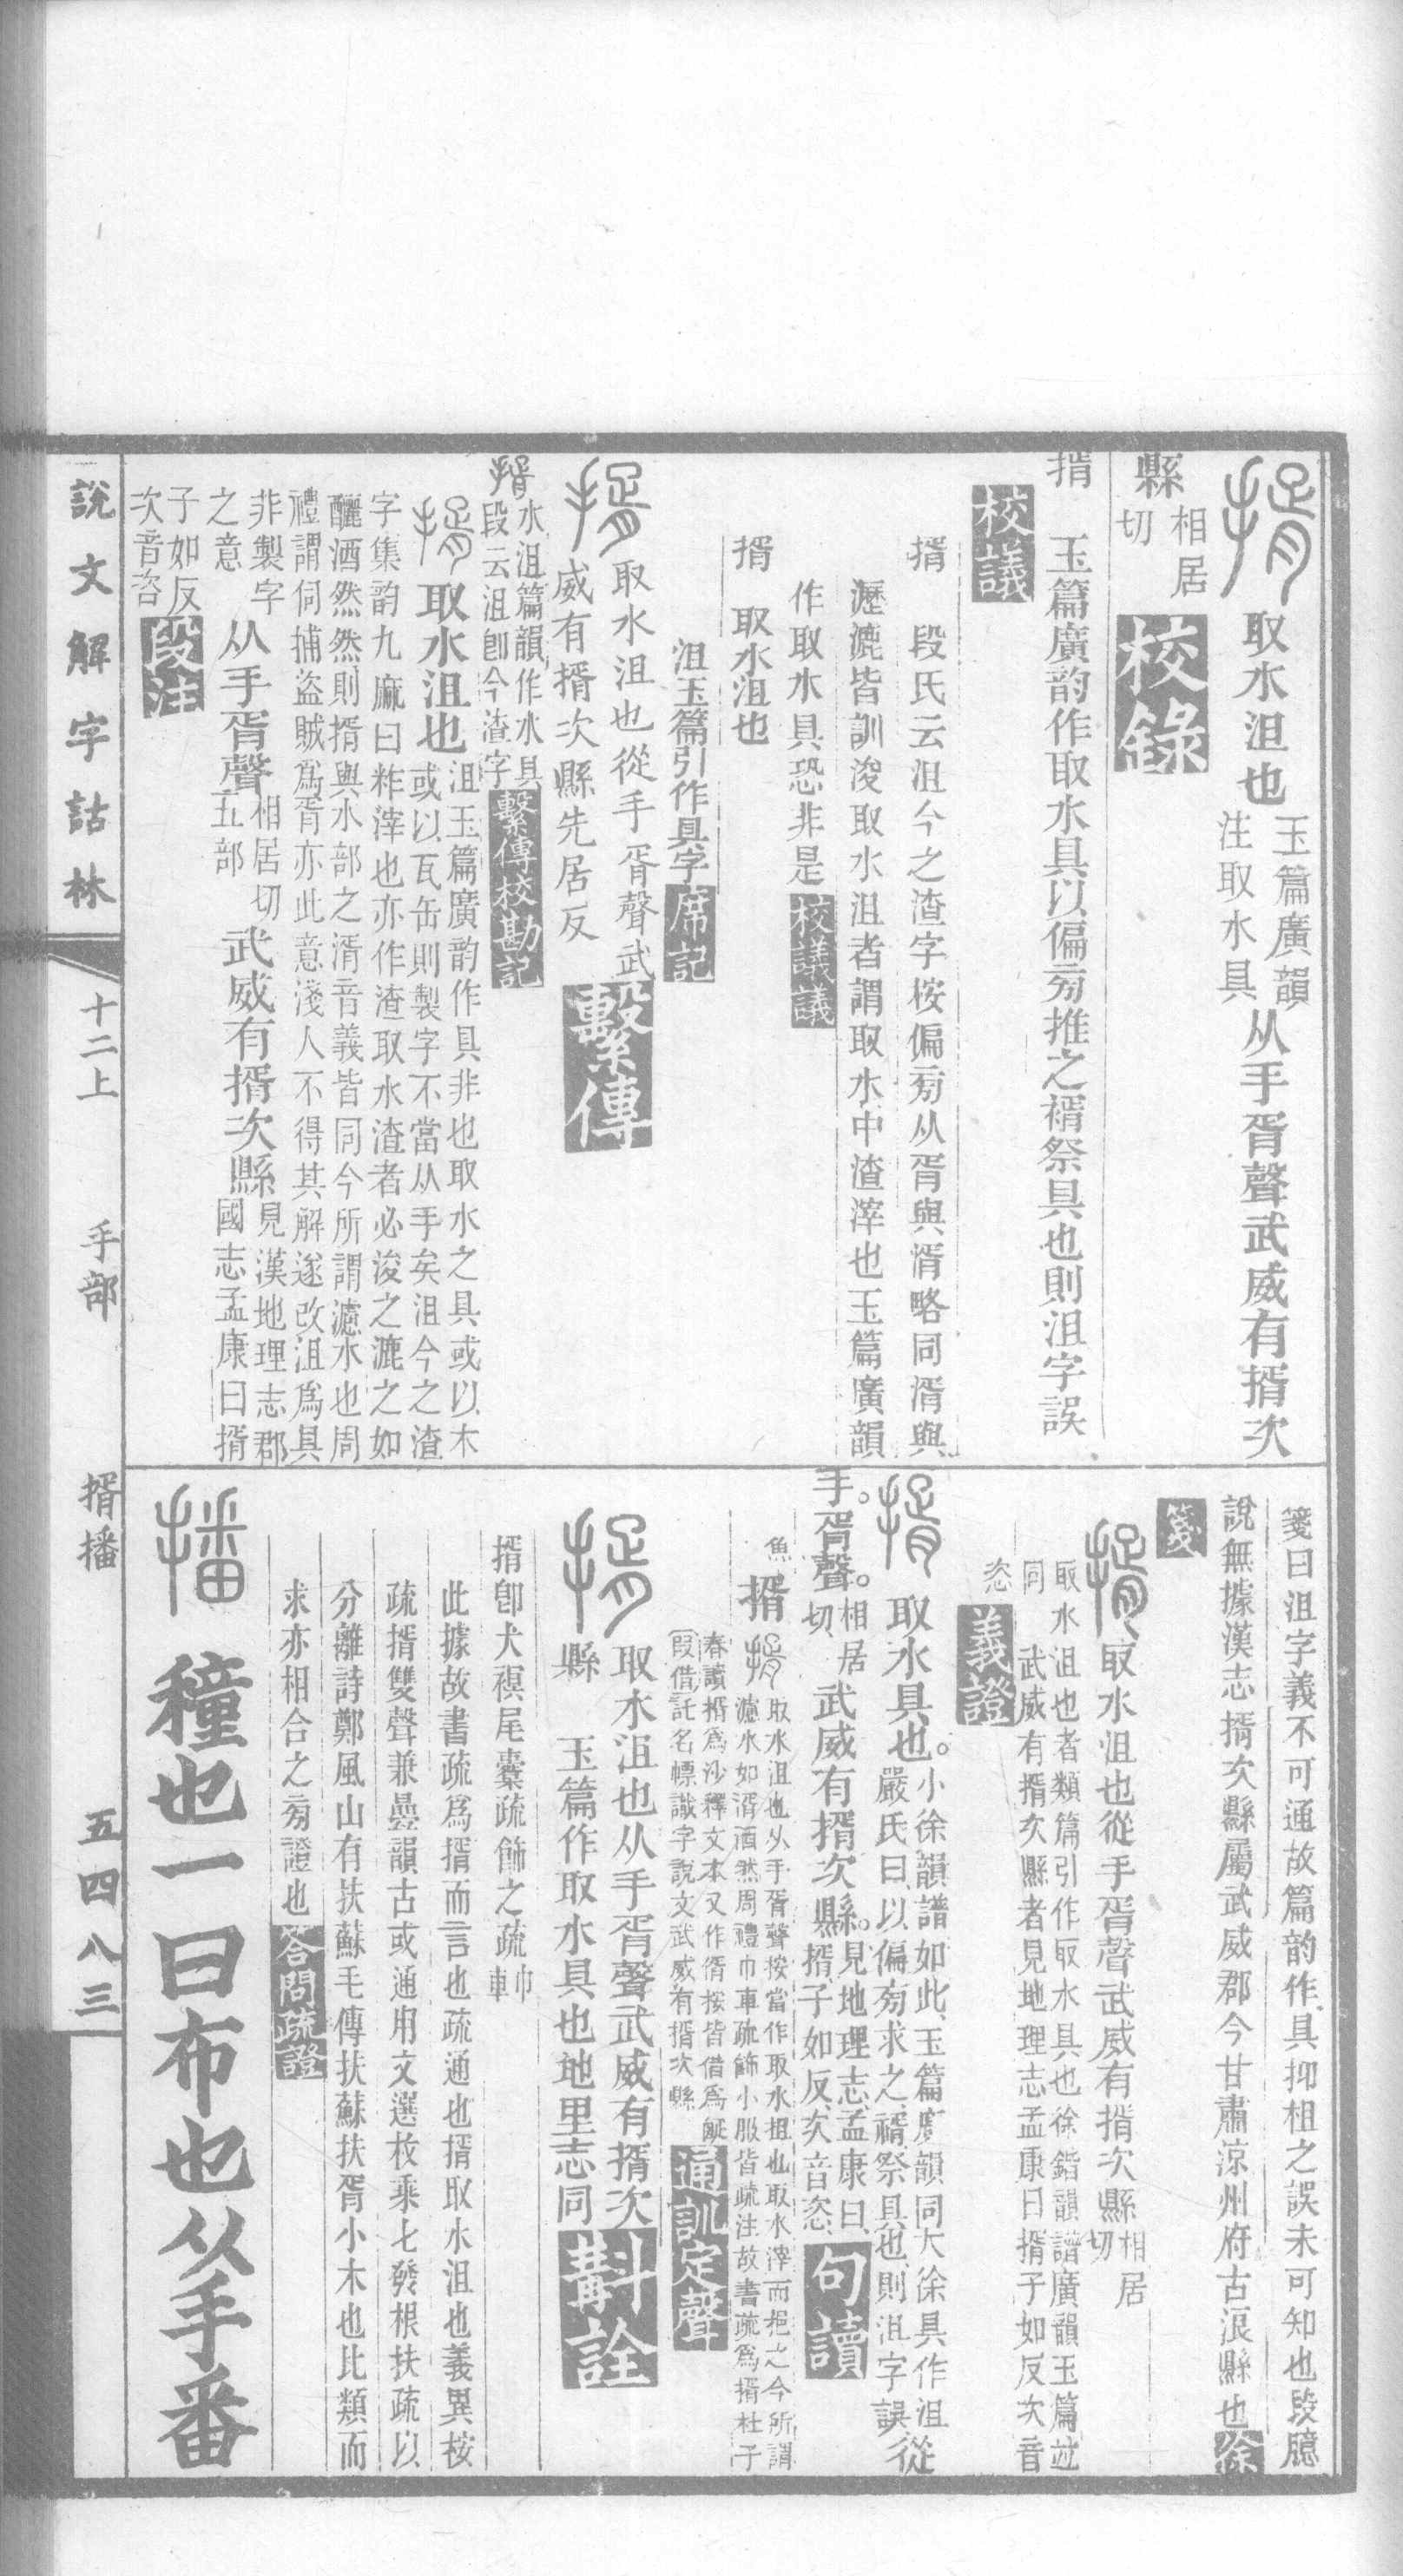 揟取水沮也玉篇廣韻注取水具从手胥聲武威有揟次
縣相居切校錄
揟　玉篇廣韵作取水具以偏㫄推之稰祭具也則沮字誤
校議
揟　段氏云沮今之渣字桉偏㫄从胥與湑略同湑與
瀝漉皆訓浚取水沮者謂取水中渣滓也玉篇廣韻
作取水具恐非是校議議
揟　取水沮也
沮玉篇引作具字席記
揟取水沮也從手胥聲武
威有揟次縣先居反繫傳
揟水沮篇韻作水具
段云沮卽今渣字繫傳校勘記
揟取水沮也沮玉篇廣韵作具非也取水之具或以木
或以瓦缶則製字不當从手矣沮今之渣
字集韵九麻曰柞滓也亦作渣取水渣者必浚之漉之如
釃酒然然則揟與水部之湑音義皆同今所謂濾水也周
禮謂伺捕盜賊爲胥亦此意淺人不得其解遂改沮爲具
非製字之意从手胥聲相居切五部武威有揟次縣見漢地理志郡國志孟康曰揟
子如反次音咨段注
箋曰沮字義不可通故篇韵作具抑柤之誤未可知也段臆
說無據漢志揟次縣屬武威郡今甘肅涼州府古浪縣也徐
箋
揟取水沮也從手胥聲武威有揟次縣相居切
取水沮也者類篇引作取水具也徐鍇韻譜廣韻玉篇竝
同　武威有揟次縣者見地理志孟康曰揟子如反次音
恣義證
揟取水具也。小徐韻譜如此玉篇廣韻同大徐具作沮
嚴氏曰以偏㫄求之稰祭具也則沮字誤從
手。胥聲。相居切武威有揟次縣。見地理志孟康曰
揟子如反次音恣句讀
魚揟取水沮也从手胥聲按當作取水抯也取水滓而挹之今所謂
濾水如湑酒然周禮巾車疏飾小服皆疏注故書疏爲揟杜子
春讀揟爲沙釋文本又作偦按皆借爲𤴙
〔叚借〕託名幖識字說文武威有揟次縣通訓定聲
揟取水沮也从手胥聲武威有揟次
縣　玉篇作取水具也地里志同斠詮
揟卽犬𧜀尾櫜疏飾之疏巾車
此據故書疏爲揟而言也疏通也揟取水沮也義異桉
疏揟雙聲兼曡韻古或通用文選枚乘七發根扶疏以
分離詩鄭風山有扶蘇毛傳扶蘇扶胥小木也比類而
求亦相合之㫄證也荅問疏證
播穜也一曰布也从手番
說文解字詁林　十二上　手部　揟播　五四八三